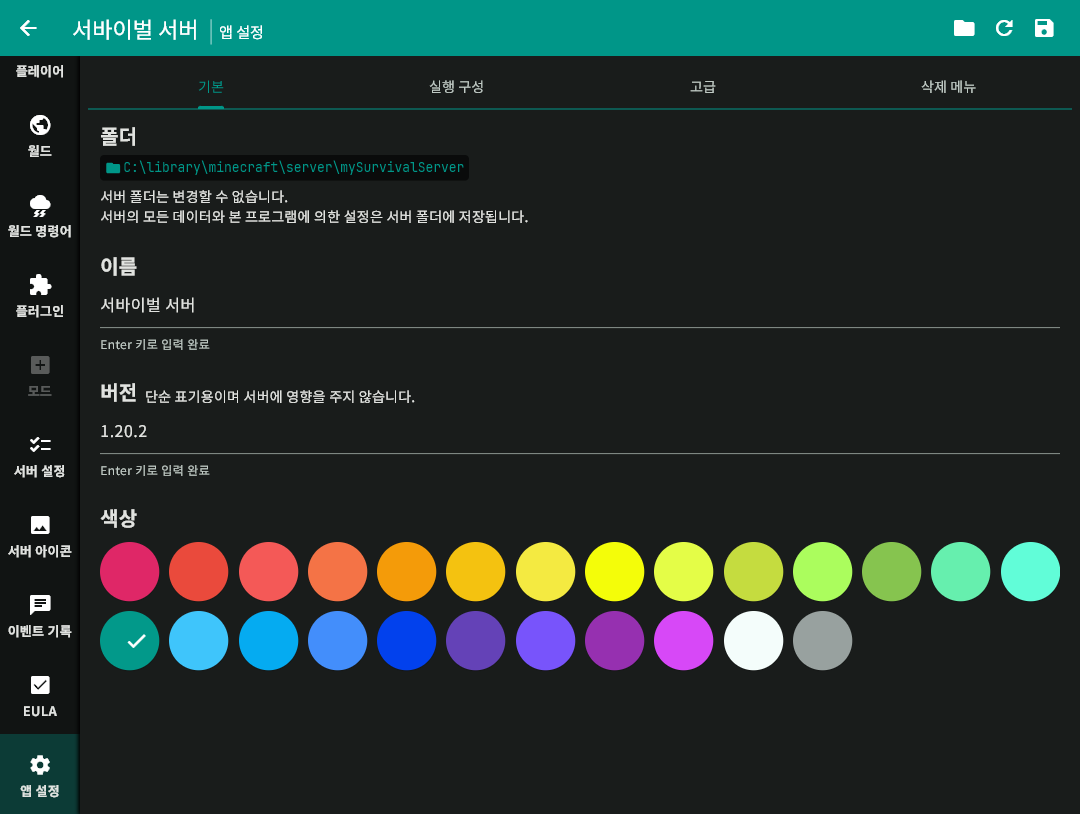 서바이벌 서버
앱 설정
플레이어
월드
월드 명령어
플러그인
모드
서버 설정
서버 아이콘
이벤트 기록
EULA
앱 설정
기본
실행 구성
고급
삭제 메뉴
폴더
C:\library\minecraft\server\mySurvivalServer
서버 폴더는 변경할 수 없습니다.
서버의 모든 데이터와 본 프로그램에 의한 설정은 서버 폴더에 저장됩니다.
이름
서바이벌 서버
Enter 키로 입력 완료
버전 단순 표기용이며 서버에 영향을 주지 않습니다.
1.20.2
Enter 키로 입력 완료
색상